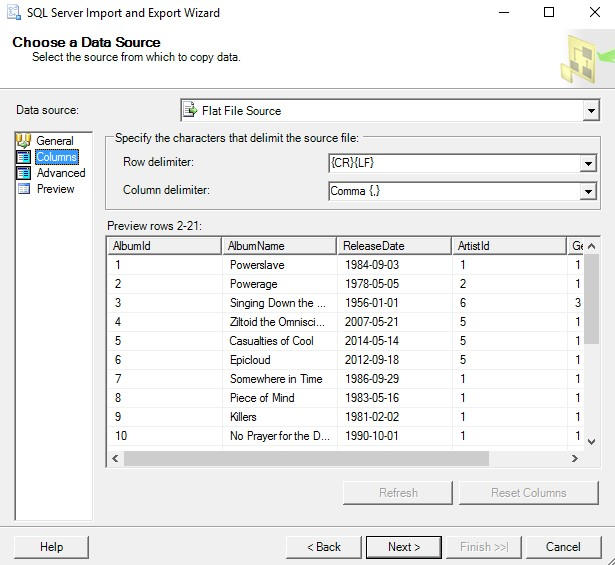 SQL Server Import and Export Wizard
Choose a Data Source
Select the source from which to copy data.
Data source: Flat File Source
General
Columns
Advanced
Preview
Specify the characters that delimit the source file:
Row delimiter: {CR}{LF}
Column delimiter: Comma {,}
Preview rows 2-21:
AlbumId AlbumName ReleaseDate ArtistId Ge
1 Powerslave 1984-09-03 1 1
2 Powerage 1978-05-05 2 1
3 Singing Down the ... 1956-01-01 6 3
4 Ziltoid the Omnisci... 2007-05-21 5 1
5 Casualties of Cool 2014-05-14 5 1
6 Epicloud 2012-09-18 5 1
7 Somewhere in Time 1986-09-29 1 1
8 Piece of Mind 1983-05-16 1 1
9 Killers 1981-02-02 1 1
10 No Prayer for the D... 1990-10-01 1 1
Refresh Reset Columns
Help < Back Next > Finish >>| Cancel